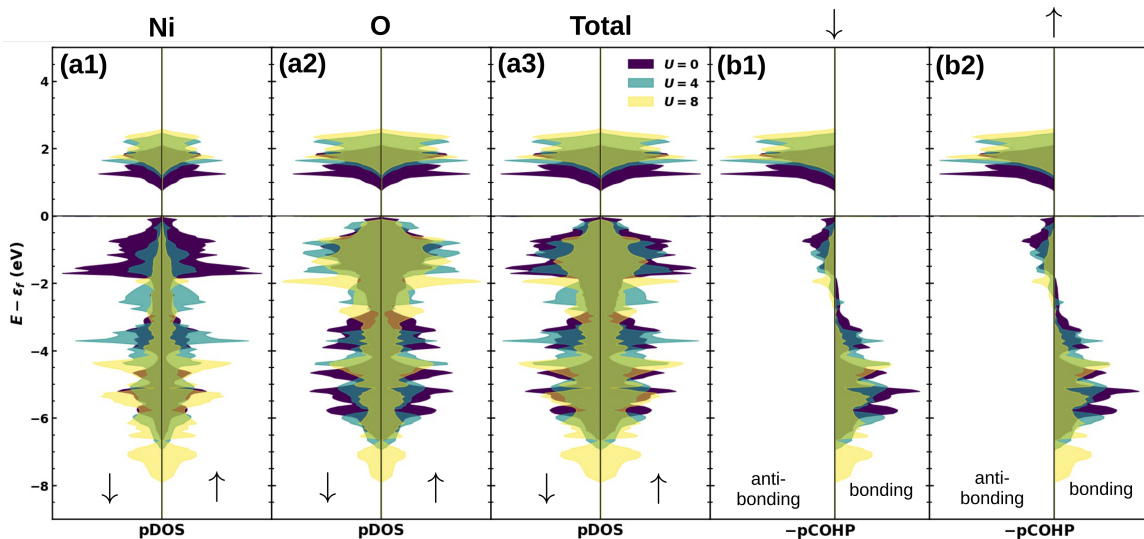 Ni O Total ↓ ↑
(a1) (a2) (a3) (b1) (b2)
U = 0
U = 4
U = 8
4
2
0
−2
−4
−6
−8
E − εf (eV)
↓ ↑ ↓ ↑ ↓ ↑
anti-
bonding
bonding
anti-
bonding
bonding
pDOS pDOS pDOS −pCOHP −pCOHP